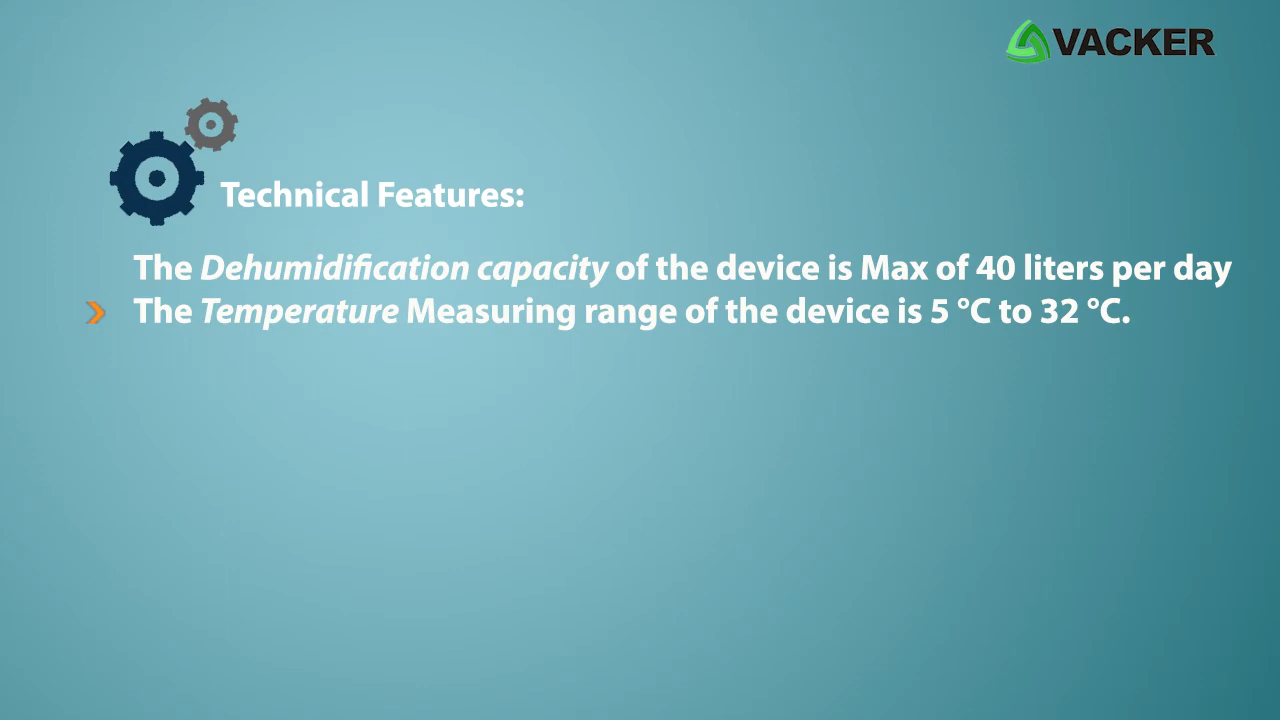 VACKER
Technical Features:
The Dehumidification capacity of the device is Max of 40 liters per day
The Temperature Measuring range of the device is 5 °C to 32 °C.